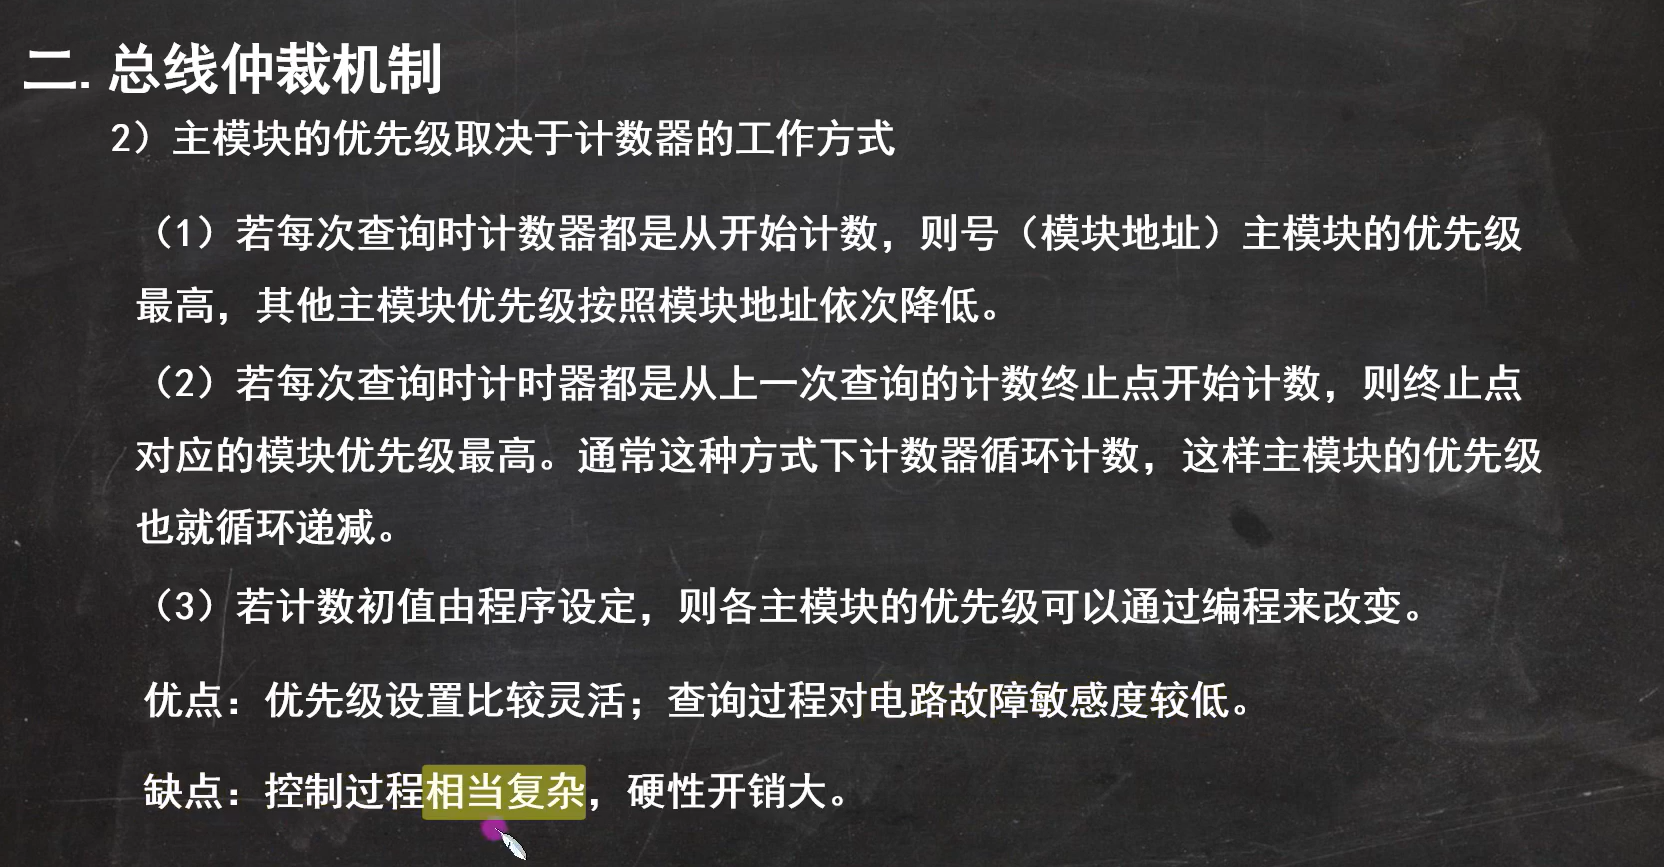 二. 总线仲裁机制
2）主模块的优先级取决于计数器的工作方式
（1）若每次查询时计数器都是从开始计数，则号（模块地址）主模块的优先级
最高，其他主模块优先级按照模块地址依次降低。
（2）若每次查询时计时器都是从上一次查询的计数终止点开始计数，则终止点
对应的模块优先级最高。通常这种方式下计数器循环计数，这样主模块的优先级
也就循环递减。
（3）若计数初值由程序设定，则各主模块的优先级可以通过编程来改变。
优点：优先级设置比较灵活；查询过程对电路故障敏感度较低。
缺点：控制过程相当复杂，硬性开销大。